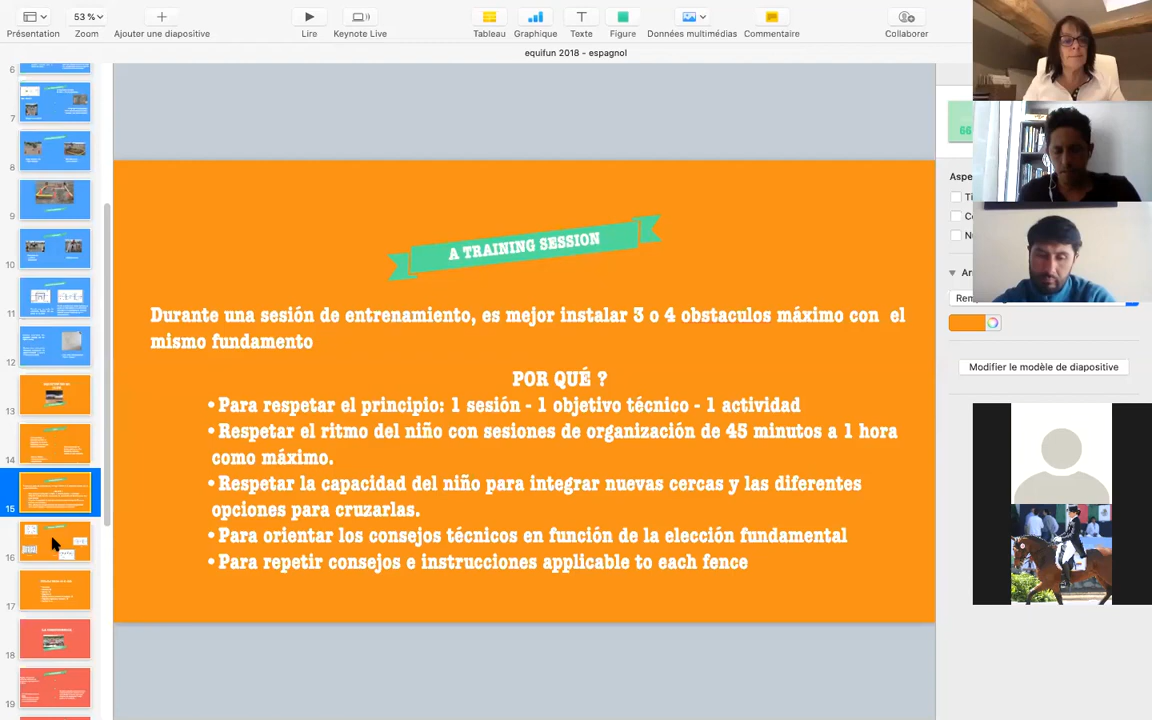 53 %
Présentation
Zoom
Ajouter une diapositive
Lire
Keynote Live
Tableau
Graphique
Texte
Figure
Données multimédias
Commentaire
Collaborer
equifun 2018 - espagnol
6
7
8
9
10
11
12
13
14
15
16
17
18
19
A TRAINING SESSION
Durante una sesión de entrenamiento, es mejor instalar 3 o 4 obstaculos máximo con el
mismo fundamento
POR QUÉ ?
•Para respetar el principio: 1 sesión - 1 objetivo técnico - 1 actividad
•Respetar el ritmo del niño con sesiones de organización de 45 minutos a 1 hora
como máximo.
•Respetar la capacidad del niño para integrar nuevas cercas y las diferentes
opciones para cruzarlas.
•Para orientar los consejos técnicos en función de la elección fundamental
•Para repetir consejos e instrucciones applicable to each fence
66
Aspe
Ti
Co
Nu
Arr
Rem
Modifier le modèle de diapositive